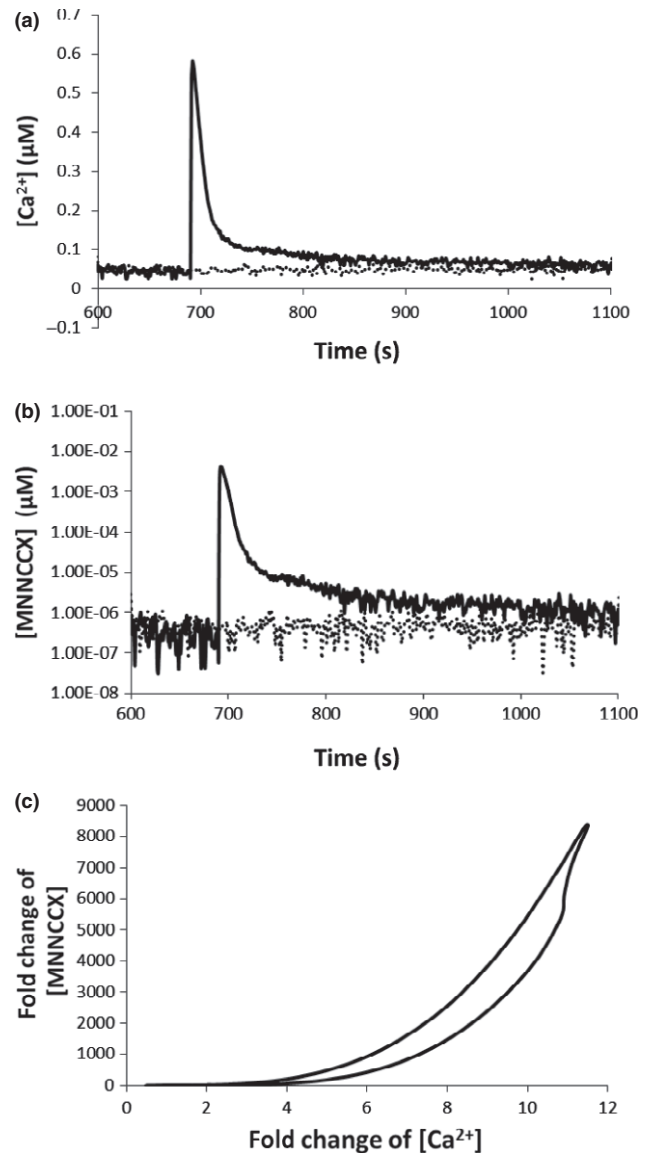 (a)
0.7
0.6
0.5
0.4
0.3
0.2
0.1
0
–0.1
[Ca²⁺] (µM)
600 700 800 900 1000 1100
Time (s)
(b)
1.00E-01
1.00E-02
1.00E-03
1.00E-04
1.00E-05
1.00E-06
1.00E-07
1.00E-08
[MNNCCX] (µM)
600 700 800 900 1000 1100
Time (s)
(c)
9000
8000
7000
6000
5000
4000
3000
2000
1000
0
Fold change of
[MNNCCX]
0 2 4 6 8 10 12
Fold change of [Ca²⁺]